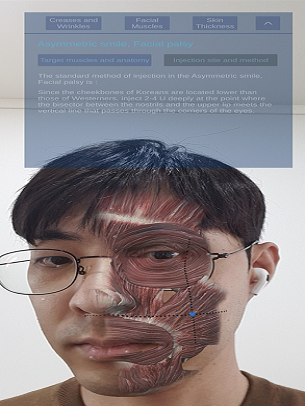 Creases and
Wrinkles
Facial
Muscles
Skin
Thickness
Asymmetric smile, Facial palsy
Target muscles and anatomy
Injection site and method
The standard method of injection in the Asymmetric smile,
Facial palsy is :
Since the cheekbones of Koreans are located lower than
those of Westerners, inject 2-4 U deeply at the point where
the bisector between the nostrils and the upper lip meets the
vertical line that passes through the corners of the eyes.